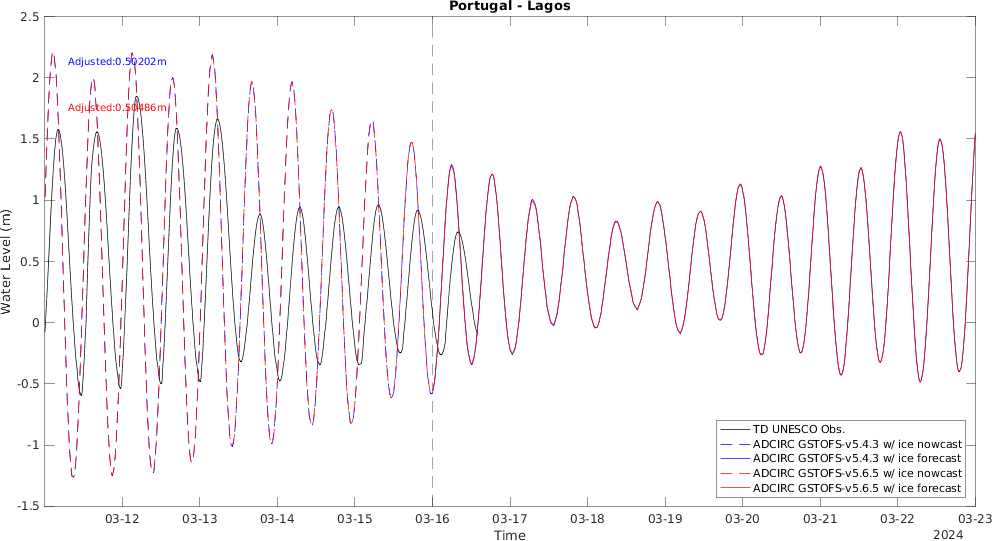 Portugal - Lagos
2.5
2
1.5
1
0.5
0
-0.5
-1
-1.5
Water Level (m)
Adjusted:0.50202m
Adjusted:0.50486m
TD UNESCO Obs.
ADCIRC GSTOFS-v5.4.3 w/ ice nowcast
ADCIRC GSTOFS-v5.4.3 w/ ice forecast
ADCIRC GSTOFS-v5.6.5 w/ ice nowcast
ADCIRC GSTOFS-v5.6.5 w/ ice forecast
03-12 03-13 03-14 03-15 03-16 03-17 03-18 03-19 03-20 03-21 03-22 03-23
Time
2024